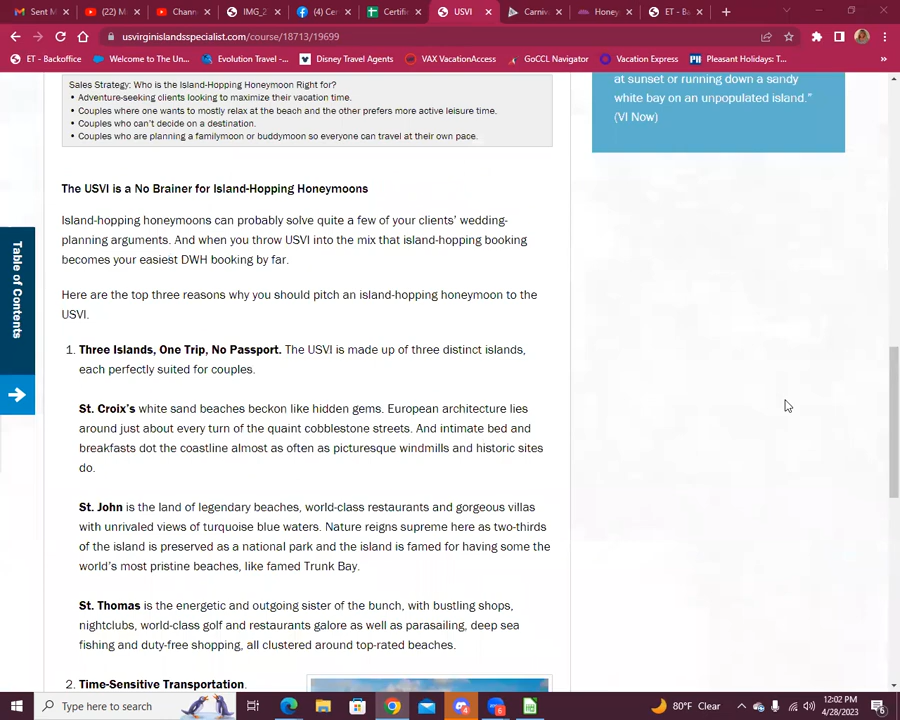 Sent M
(22) M
Chann
IMG_2
(4) Cer
Certific
USVI
Carniv
Honey
ET - Ba
usvirginislandsspecialist.com/course/18713/19699
ET - Backoffice
Welcome to The Un...
Evolution Travel -...
Disney Travel Agents
VAX VacationAccess
GoCCL Navigator
Vacation Express
Pleasant Holidays: T...
Sales Strategy: Who is the Island-Hopping Honeymoon Right for?
• Adventure-seeking clients looking to maximize their vacation time.
• Couples where one wants to mostly relax at the beach and the other prefers more active leisure time.
• Couples who can't decide on a destination.
• Couples who are planning a familymoon or buddymoon so everyone can travel at their own pace.
at sunset or running down a sandy
white bay on an unpopulated island.”
(VI Now)
The USVI is a No Brainer for Island-Hopping Honeymoons
Island-hopping honeymoons can probably solve quite a few of your clients’ wedding-
planning arguments. And when you throw USVI into the mix that island-hopping booking
becomes your easiest DWH booking by far.
Here are the top three reasons why you should pitch an island-hopping honeymoon to the
USVI.
Table of Contents
1. Three Islands, One Trip, No Passport. The USVI is made up of three distinct islands,
each perfectly suited for couples.
St. Croix’s white sand beaches beckon like hidden gems. European architecture lies
around just about every turn of the quaint cobblestone streets. And intimate bed and
breakfasts dot the coastline almost as often as picturesque windmills and historic sites
do.
St. John is the land of legendary beaches, world-class restaurants and gorgeous villas
with unrivaled views of turquoise blue waters. Nature reigns supreme here as two-thirds
of the island is preserved as a national park and the island is famed for having some the
world’s most pristine beaches, like famed Trunk Bay.
St. Thomas is the energetic and outgoing sister of the bunch, with bustling shops,
nightclubs, world-class golf and restaurants galore as well as parasailing, deep sea
fishing and duty-free shopping, all clustered around top-rated beaches.
2. Time-Sensitive Transportation.
Type here to search
80°F Clear
12:02 PM
4/28/2023
6